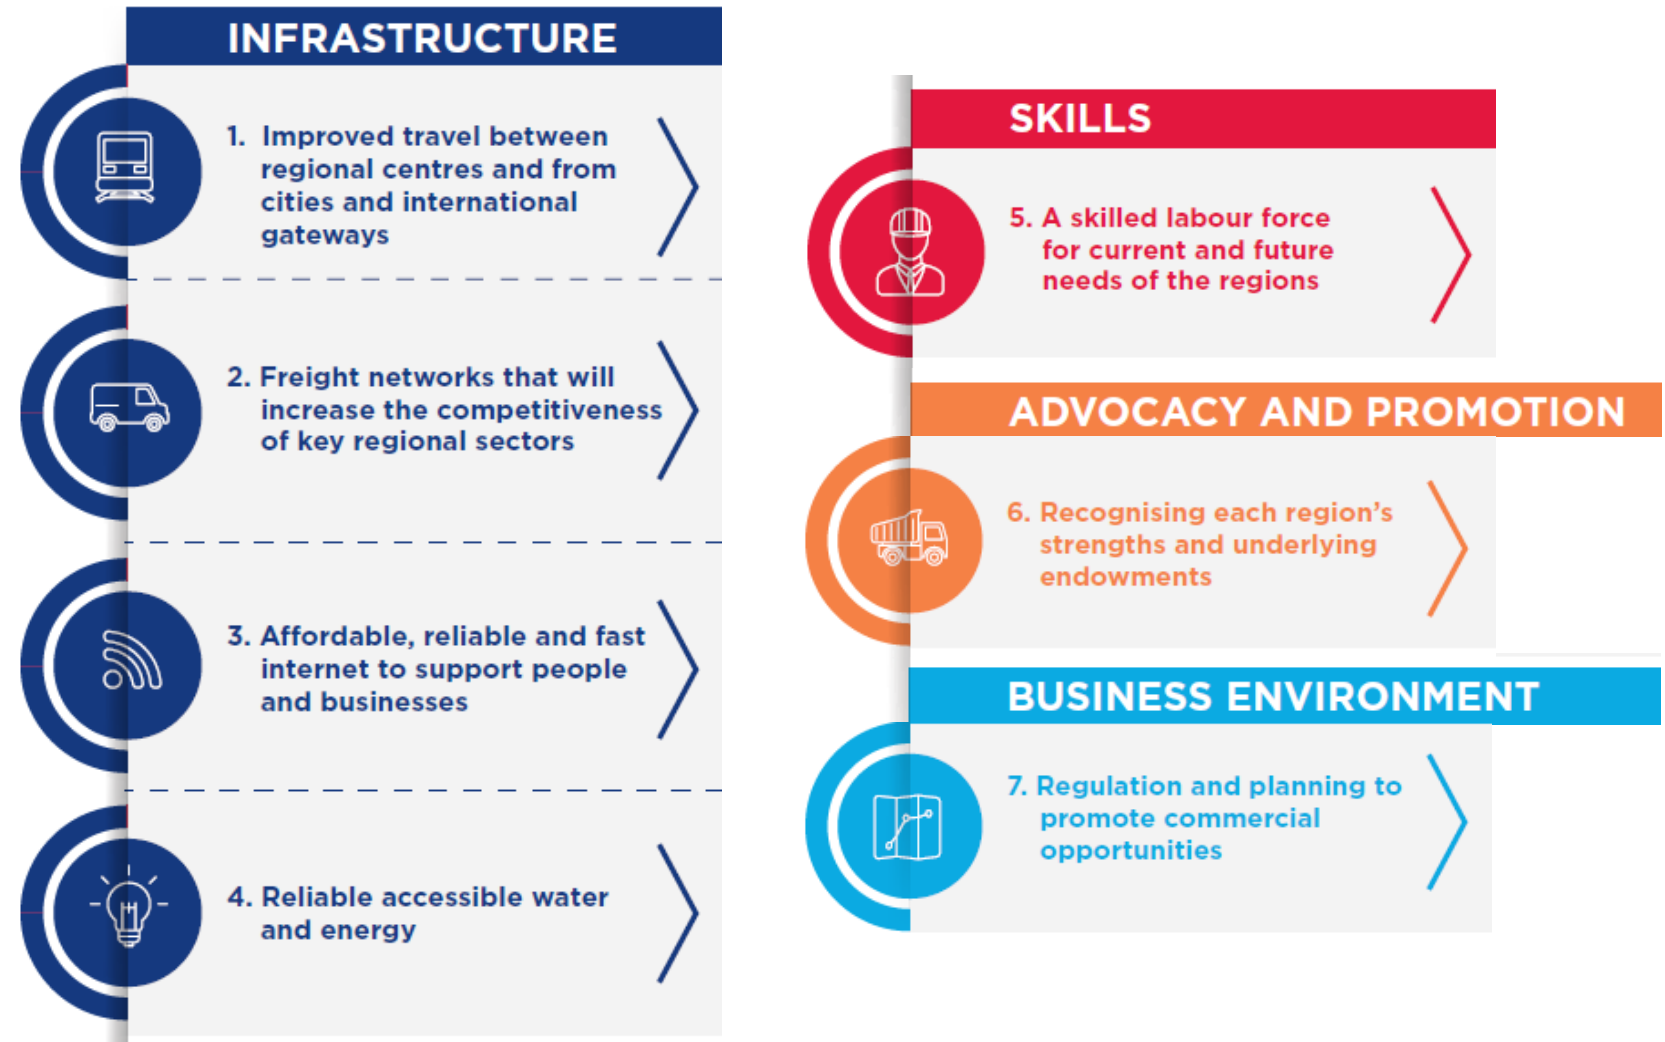 INFRASTRUCTURE
1. Improved travel between
regional centres and from
cities and international
gateways
2. Freight networks that will
increase the competitiveness
of key regional sectors
3. Affordable, reliable and fast
internet to support people
and businesses
4. Reliable accessible water
and energy
SKILLS
5. A skilled labour force
for current and future
needs of the regions
ADVOCACY AND PROMOTION
6. Recognising each region’s
strengths and underlying
endowments
BUSINESS ENVIRONMENT
7. Regulation and planning to
promote commercial
opportunities